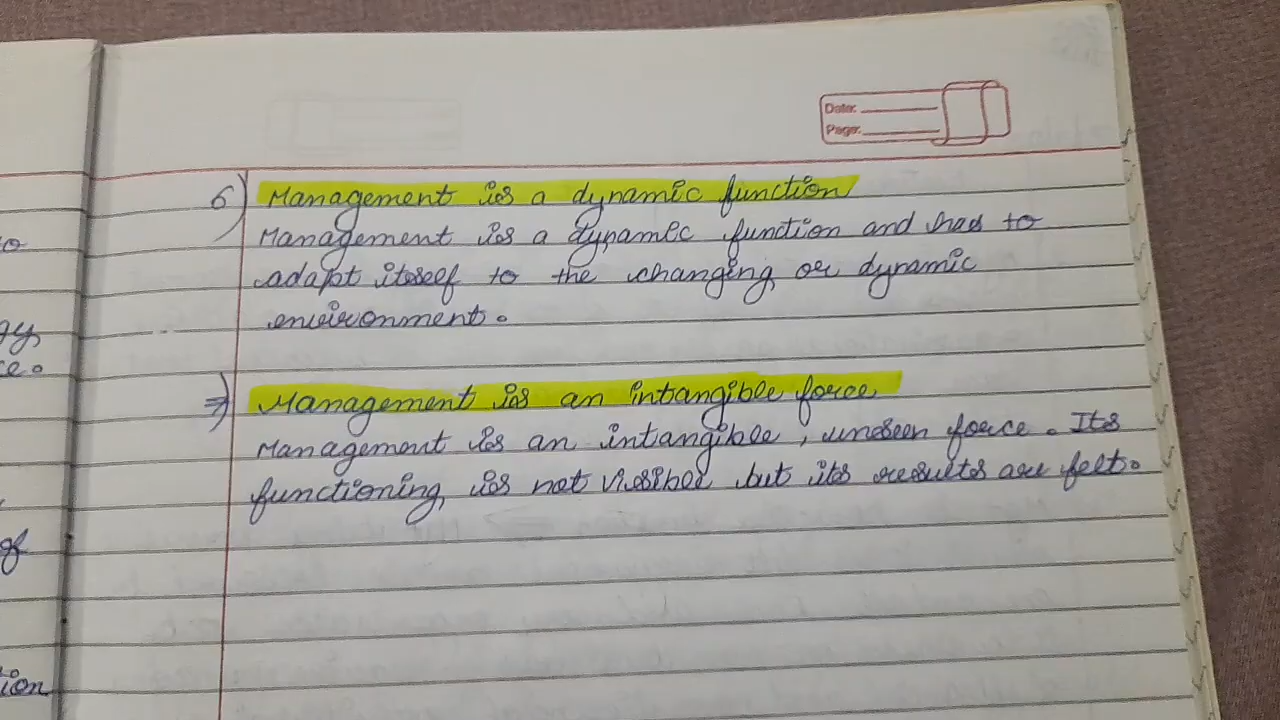 Date:
Page:
6) Management is a dynamic function
Management is a dynamic function and has to
adapt itself to the changing or dynamic
environment.
7) Management is an intangible force
Management is an intangible, unseen force. Its
functioning is not visible but its results are felt.
of